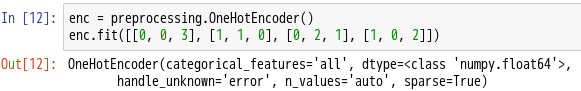 In [12]: enc = preprocessing.OneHotEncoder()
enc.fit([[0, 0, 3], [1, 1, 0], [0, 2, 1], [1, 0, 2]])
Out[12]: OneHotEncoder(categorical_features='all', dtype=<class 'numpy.float64'>,
handle_unknown='error', n_values='auto', sparse=True)